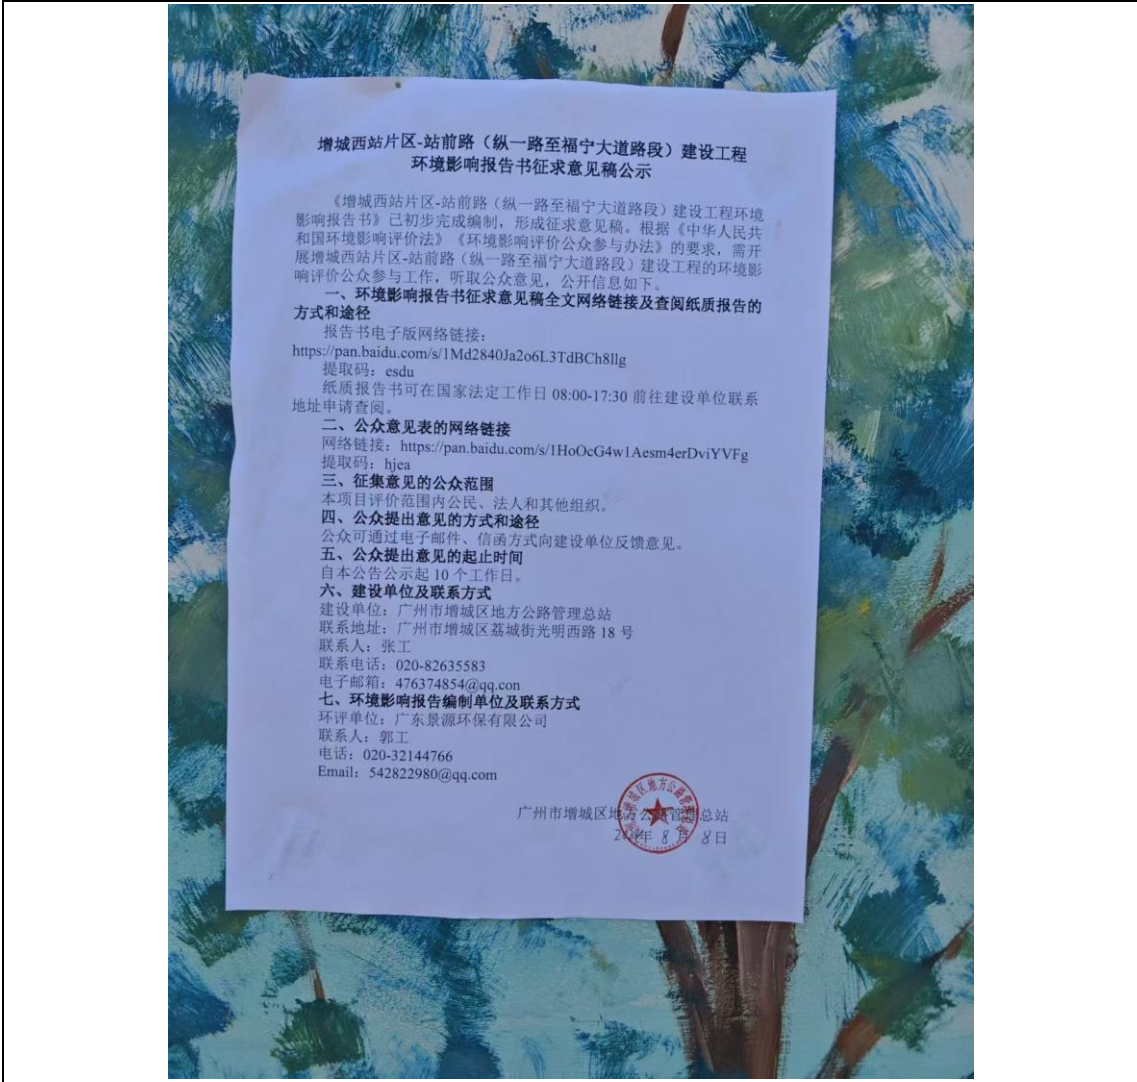 增城西站片区-站前路（纵一路至福宁大道路段）建设工程
环境影响报告书征求意见稿公示
《增城西站片区-站前路（纵一路至福宁大道路段）建设工程环境
影响报告书》已初步完成编制，形成征求意见稿。根据《中华人民共
和国环境影响评价法》《环境影响评价公众参与办法》的要求，需开
展增城西站片区-站前路（纵一路至福宁大道路段）建设工程的环境影
响评价公众参与工作，听取公众意见，公开信息如下。
一、环境影响报告书征求意见稿全文网络链接及查阅纸质报告的
方式和途径
报告书电子版网络链接：
https://pan.baidu.com/s/1Md2840Ja2o6L3TdBCh8llg
提取码：esdu
纸质报告书可在国家法定工作日 08:00-17:30 前往建设单位联系
地址申请查阅。
二、公众意见表的网络链接
网络链接：https://pan.baidu.com/s/1HoOcG4w1Aesm4erDviYVFg
提取码：hjea
三、征集意见的公众范围
本项目评价范围内公民、法人和其他组织。
四、公众提出意见的方式和途径
公众可通过电子邮件、信函方式向建设单位反馈意见。
五、公众提出意见的起止时间
自本公告公示起 10 个工作日。
六、建设单位及联系方式
建设单位：广州市增城区地方公路管理总站
联系地址：广州市增城区荔城街光明西路 18 号
联系人：张工
联系电话：020-82635583
电子邮箱：476374854@qq.con
七、环境影响报告编制单位及联系方式
环评单位：广东景源环保有限公司
联系人：郭工
电话：020-32144766
Email：542822980@qq.com
广州市增城区地方公路管理总站
年 8 月 8 日